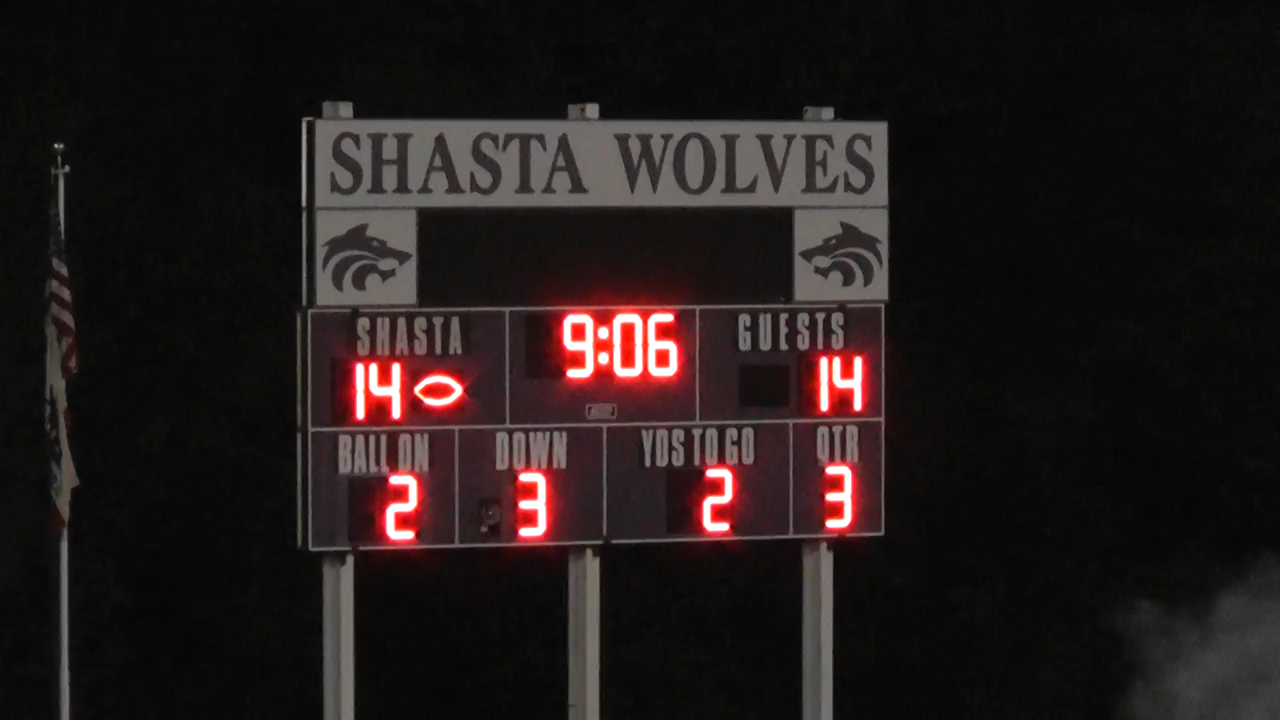 SHASTA WOLVES
SHASTA 9:06 GUESTS
14 14
BALL ON DOWN YDS TO GO QTR
2 3 2 3